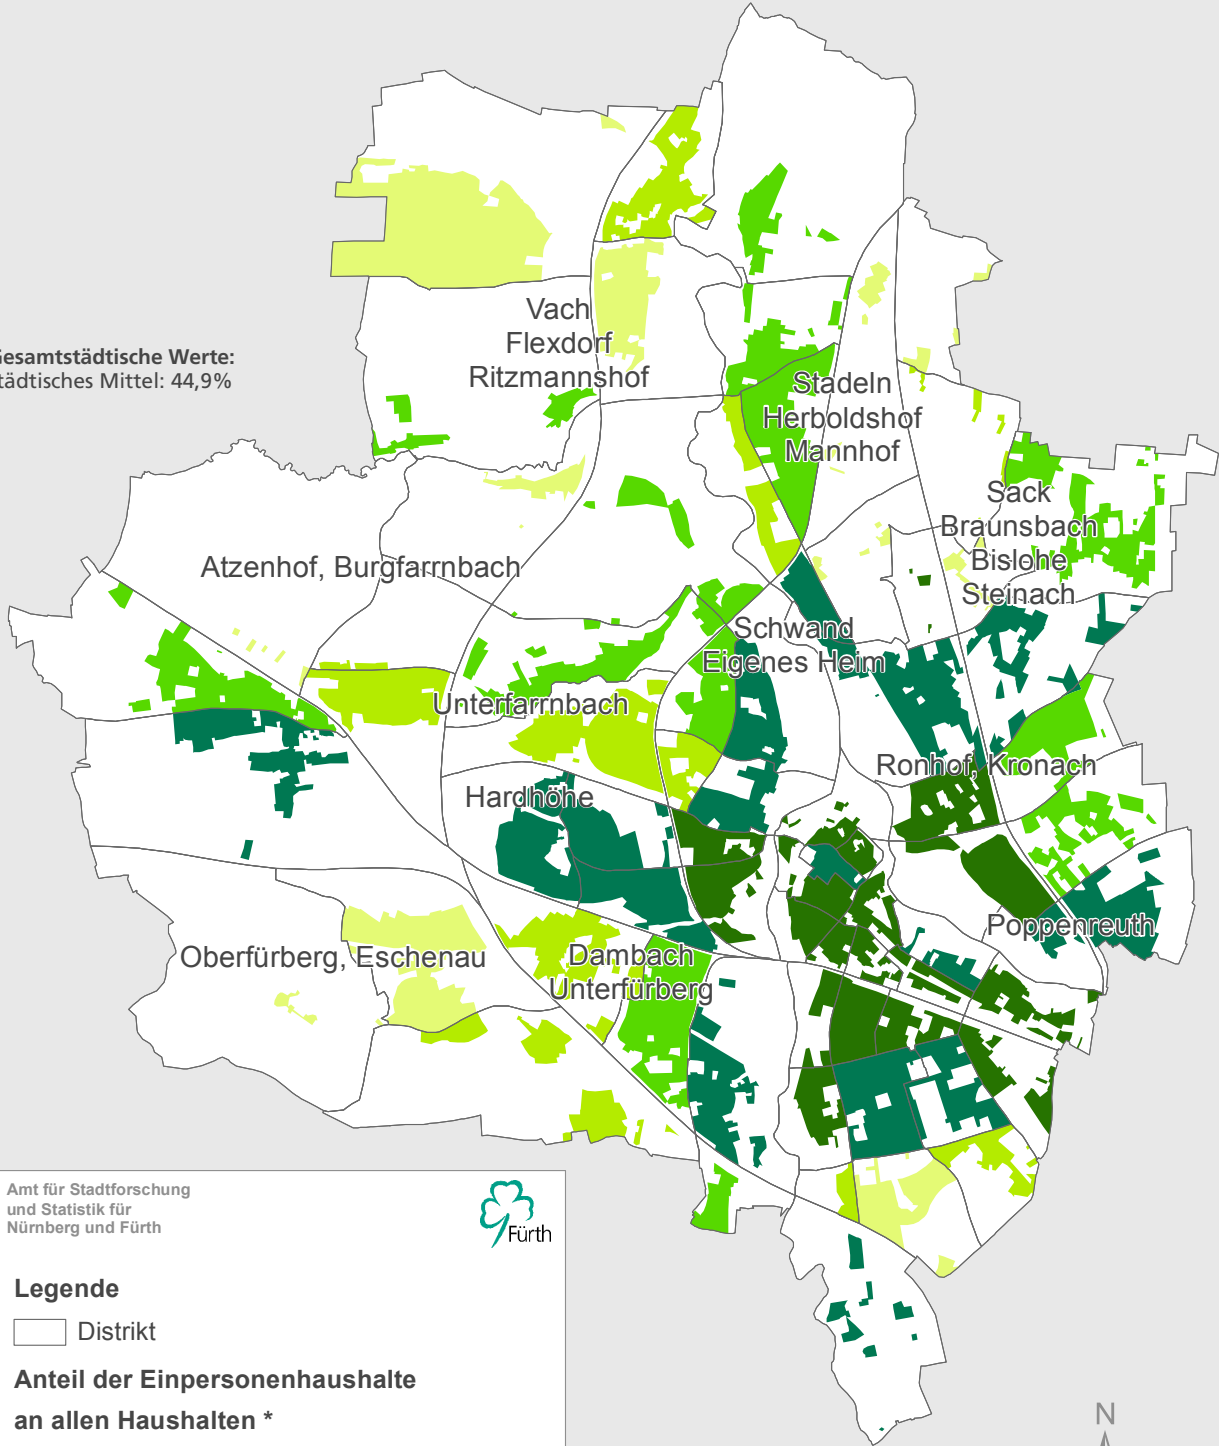 Vach
Flexdorf
Ritzmannshof
Gesamtstädtische Werte:
städtisches Mittel: 44,9%
Stadeln
Herboldshof
Mannhof
Sack
Braunsbach
Bislohe
Steinach
Atzenhof, Burgfarrnbach
Schwand
Eigenes Heim
Unterfarrnbach
Ronhof, Kronach
Hardhöhe
Poppenreuth
Oberfürberg, Eschenau
Dambach
Unterfürberg
Amt für Stadtforschung
und Statistik für
Nürnberg und Fürth
Fürth
Legende
Distrikt
Anteil der Einpersonenhaushalte
an allen Haushalten *
N